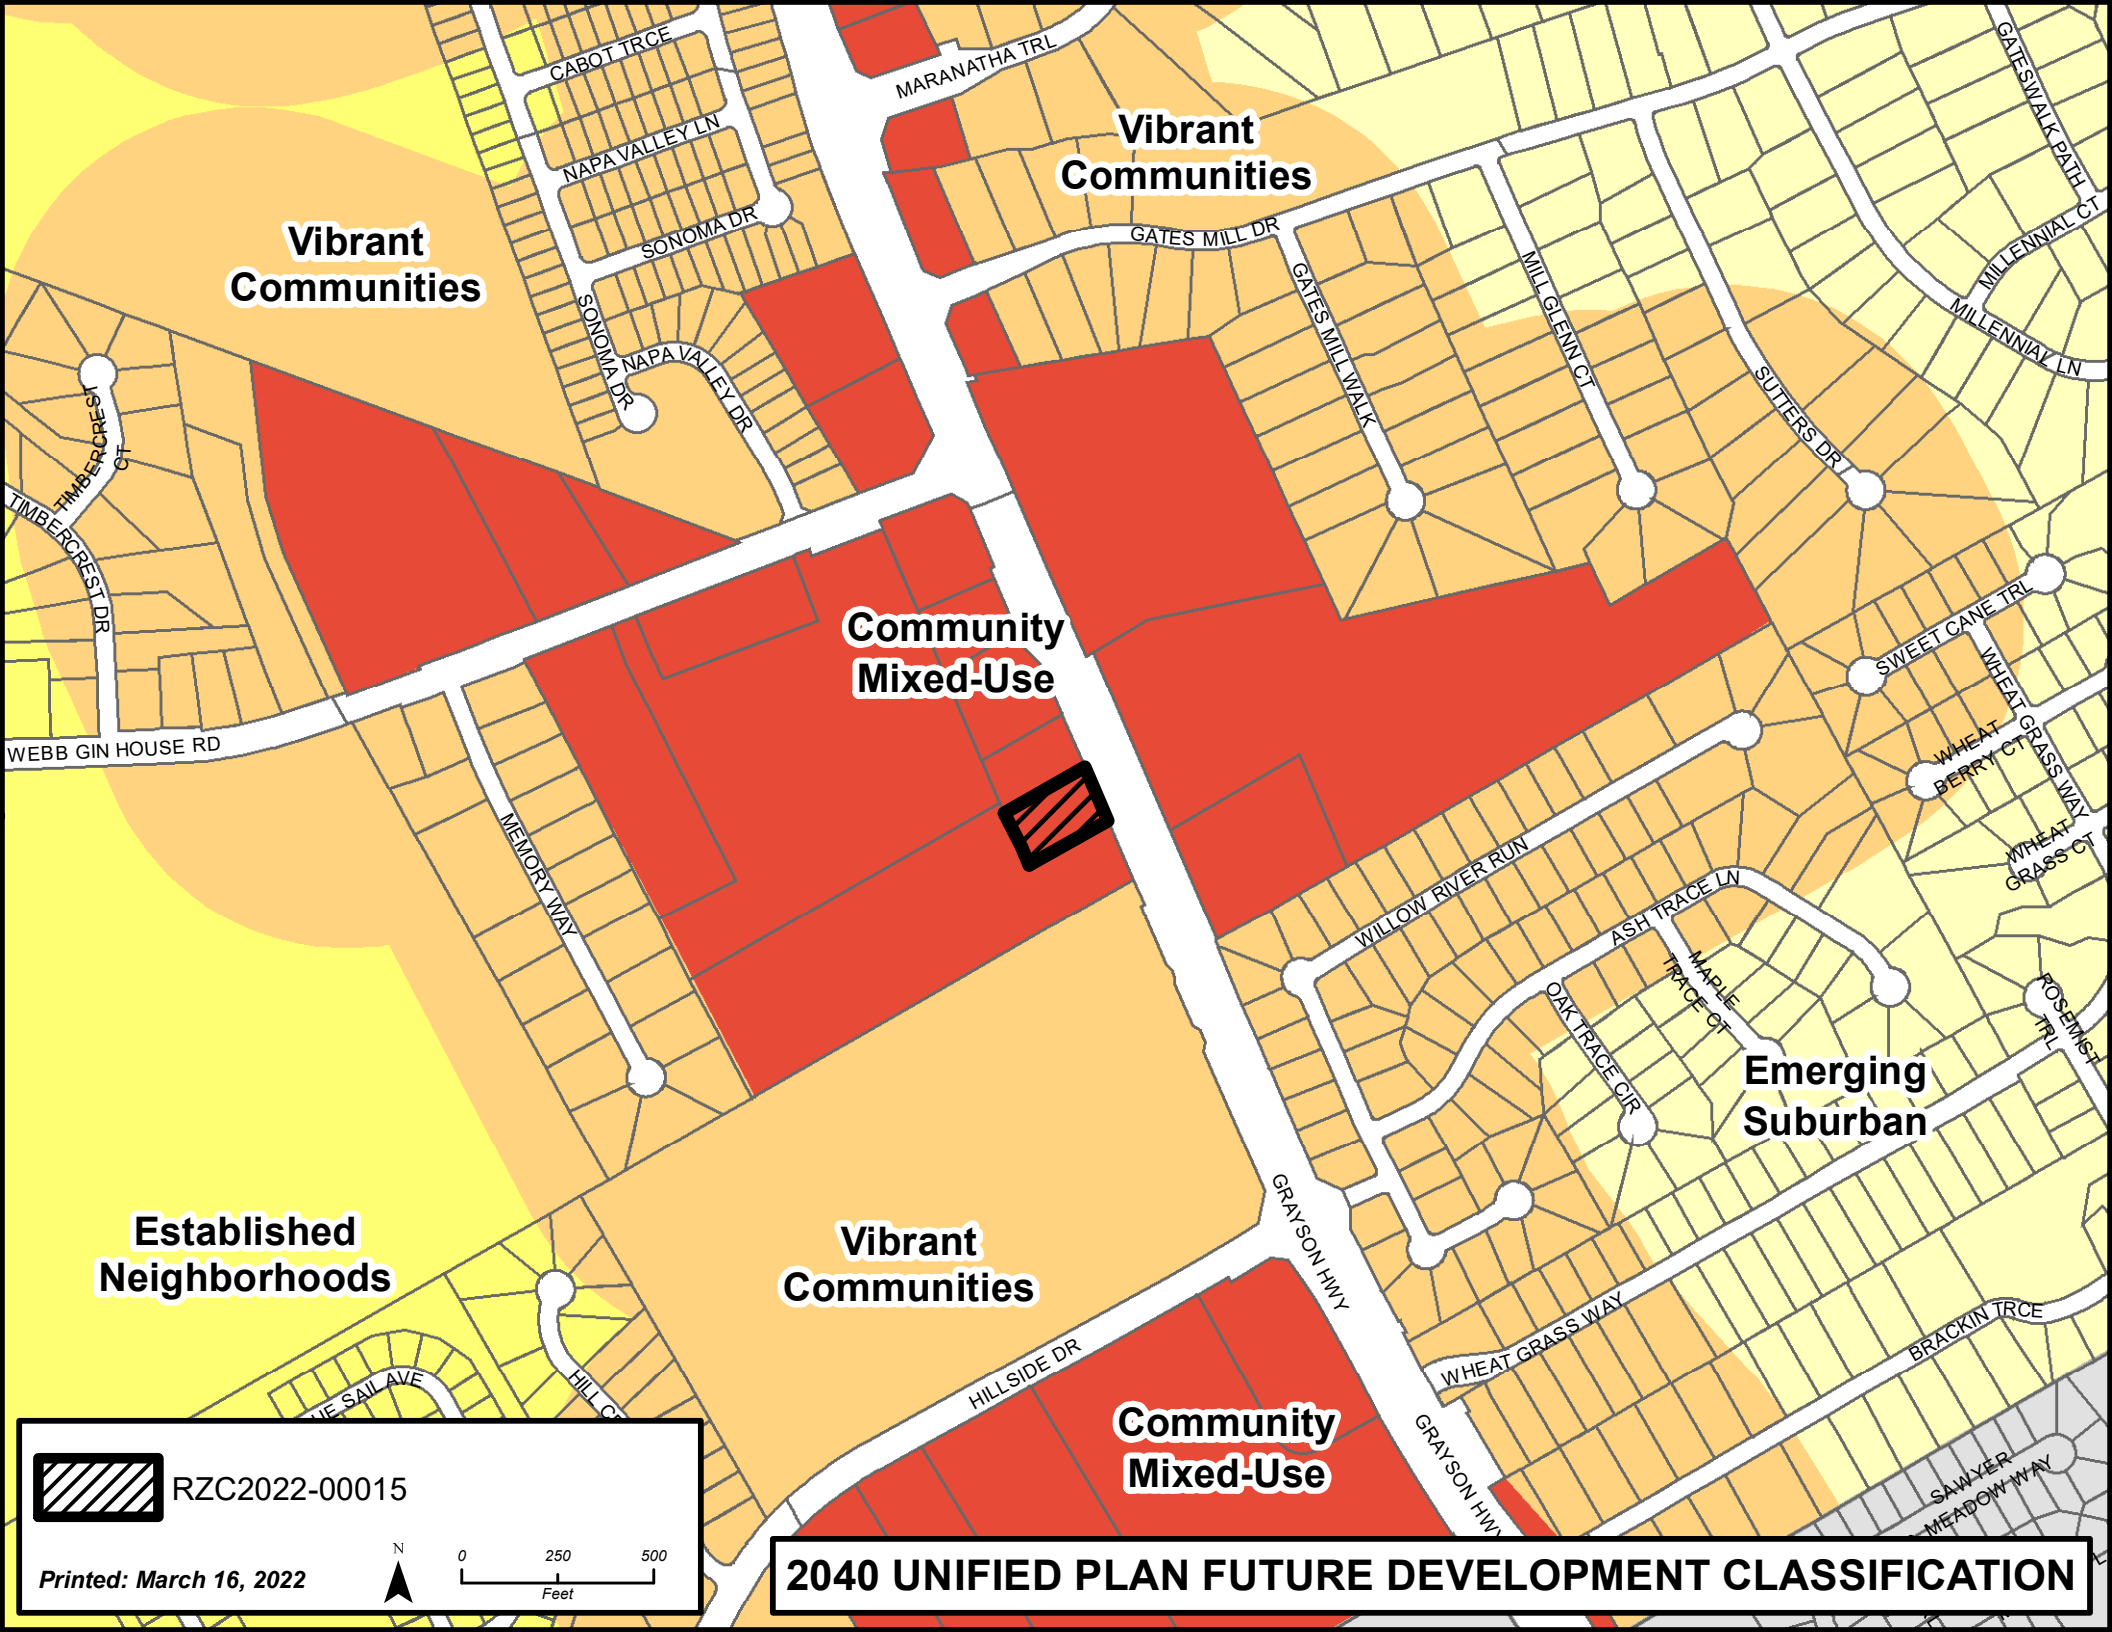 CABOT TRCE
MARANATHA TRL
GATESWALK PATH
NAPA VALLEY LN
Vibrant
Communities
SONOMA DR
GATES MILL DR
MILLENNIAL CT
Vibrant
Communities
SONOMA DR
GATES MILL WALK
MILL GLENN CT
MILLENNIAL LN
NAPA VALLEY DR
TIMBERCREST
CT
SUTTERS DR
TIMBERCREST DR
SWEET CANE TRL
Community
Mixed-Use
WHEAT GRASS WAY
WEBB GIN HOUSE RD
WHEAT
BERRY CT
MEMORY WAY
WHEAT
GRASS CT
WILLOW RIVER RUN
ASH TRACE LN
MAPLE
TRACE CT
OAK TRACE CIR
ROSEMIST
TRL
Emerging
Suburban
Established
Neighborhoods
Vibrant
Communities
GRAYSON HWY
HILLSIDE DR
WHEAT GRASS WAY
BRACKIN TRCE
SAIL AVE
HILL
Community
Mixed-Use
GRAYSON HWY
SAWYER
MEADOW WAY
RZC2022-00015
N
0 250 500
Feet
Printed: March 16, 2022
2040 UNIFIED PLAN FUTURE DEVELOPMENT CLASSIFICATION